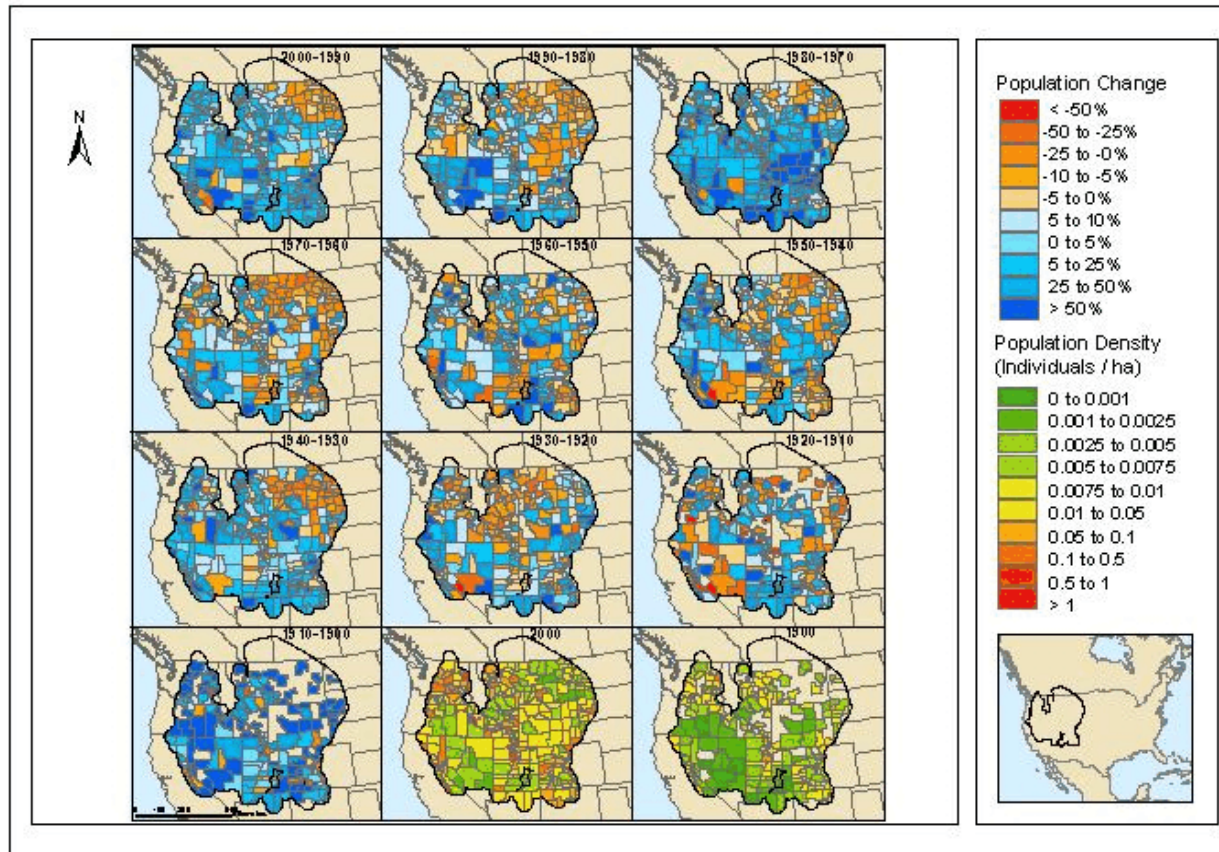 N
2000-1990
1990-1980
1980-1970
1970-1960
1960-1950
1950-1940
1940-1930
1930-1920
1920-1910
1910-1900
2000
1900
Population Change
< -50%
-50 to -25%
-25 to -0%
-10 to -5%
-5 to 0%
5 to 10%
0 to 5%
5 to 25%
25 to 50%
> 50%
Population Density
(Individuals / ha)
0 to 0.001
0.001 to 0.0025
0.0025 to 0.005
0.005 to 0.0075
0.0075 to 0.01
0.01 to 0.05
0.05 to 0.1
0.1 to 0.5
0.5 to 1
> 1